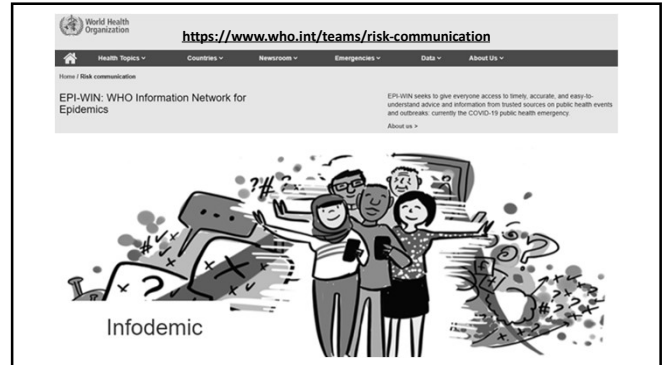 World Health
Organization
https://www.who.int/teams/risk-communication
Health Topics
Countries
Newsroom
Emergencies
Data
About Us
Home / Risk communication
EPI-WIN: WHO Information Network for
Epidemics
EPI-WIN seeks to give everyone access to timely, accurate, and easy-to-
understand advice and information from trusted sources on public health events
and outbreaks: currently the COVID-19 public health emergency.
About us >
?#?
Infodemic